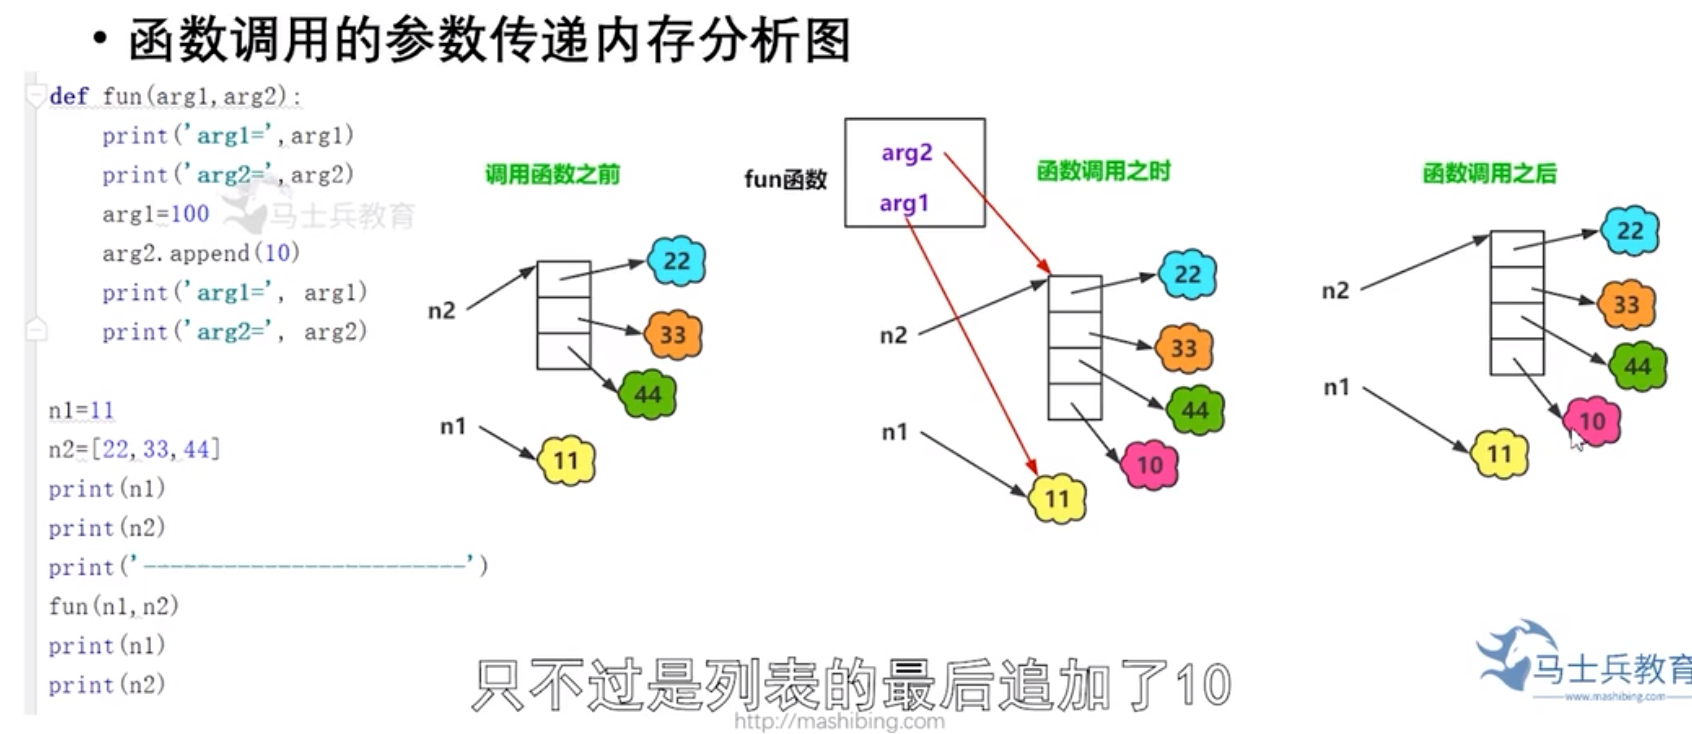 • 函数调用的参数传递内存分析图
def fun(arg1,arg2):
    print('arg1=',arg1)
    print('arg2=',arg2)
    arg1=100
    arg2.append(10)
    print('arg1=', arg1)
    print('arg2=', arg2)
n1=11
n2=[22,33,44]
print(n1)
print(n2)
print('------------------------')
fun(n1,n2)
print(n1)
print(n2)
马士兵教育
调用函数之前
n2
22
33
44
n1
11
fun函数
arg2
arg1
函数调用之时
n2
22
33
44
10
n1
11
函数调用之后
n2
22
33
44
10
n1
11
只不过是列表的最后追加了10
http://mashibing.com
马士兵教育
www.mashibing.com